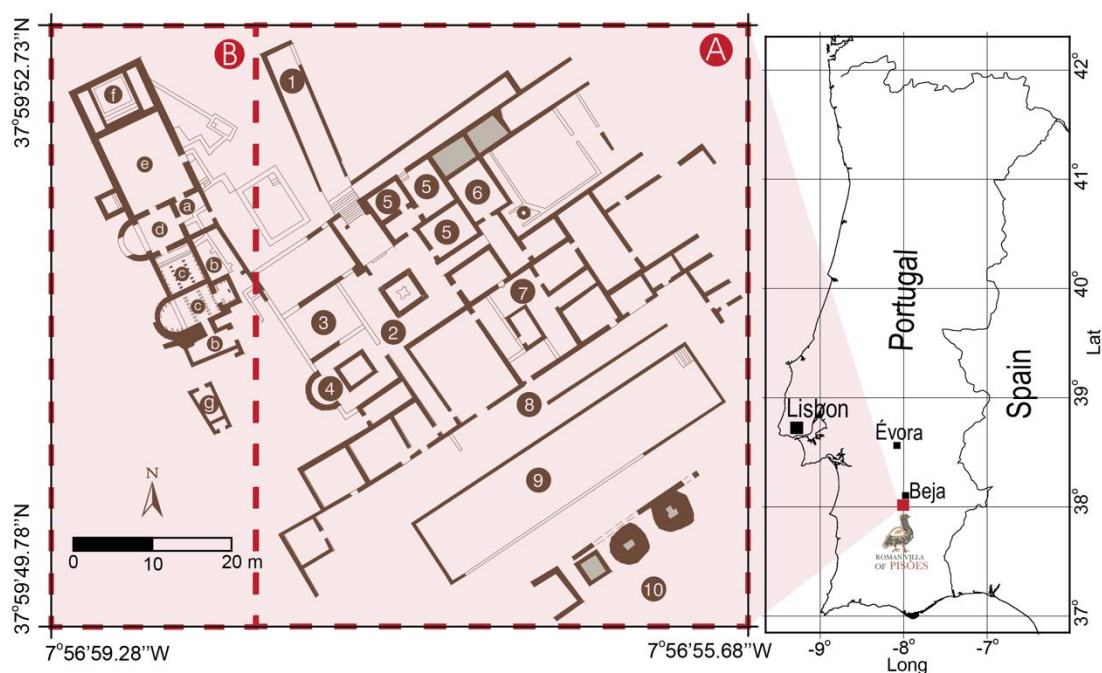 37°59'52.73"N
37°59'49.78"N
7°56'59.28''W
7°56'55.68''W
B
A
f
e
a
d
b
c
c
b
g
1
5
5
6
5
7
3
2
4
8
9
10
N
0 10 20 m
Portugal
Spain
Lisbon
Évora
Beja
ROMAN VILLA
OF PISÕES
42°
41°
40°
39°
38°
37°
Lat
-9° -8° -7°
Long